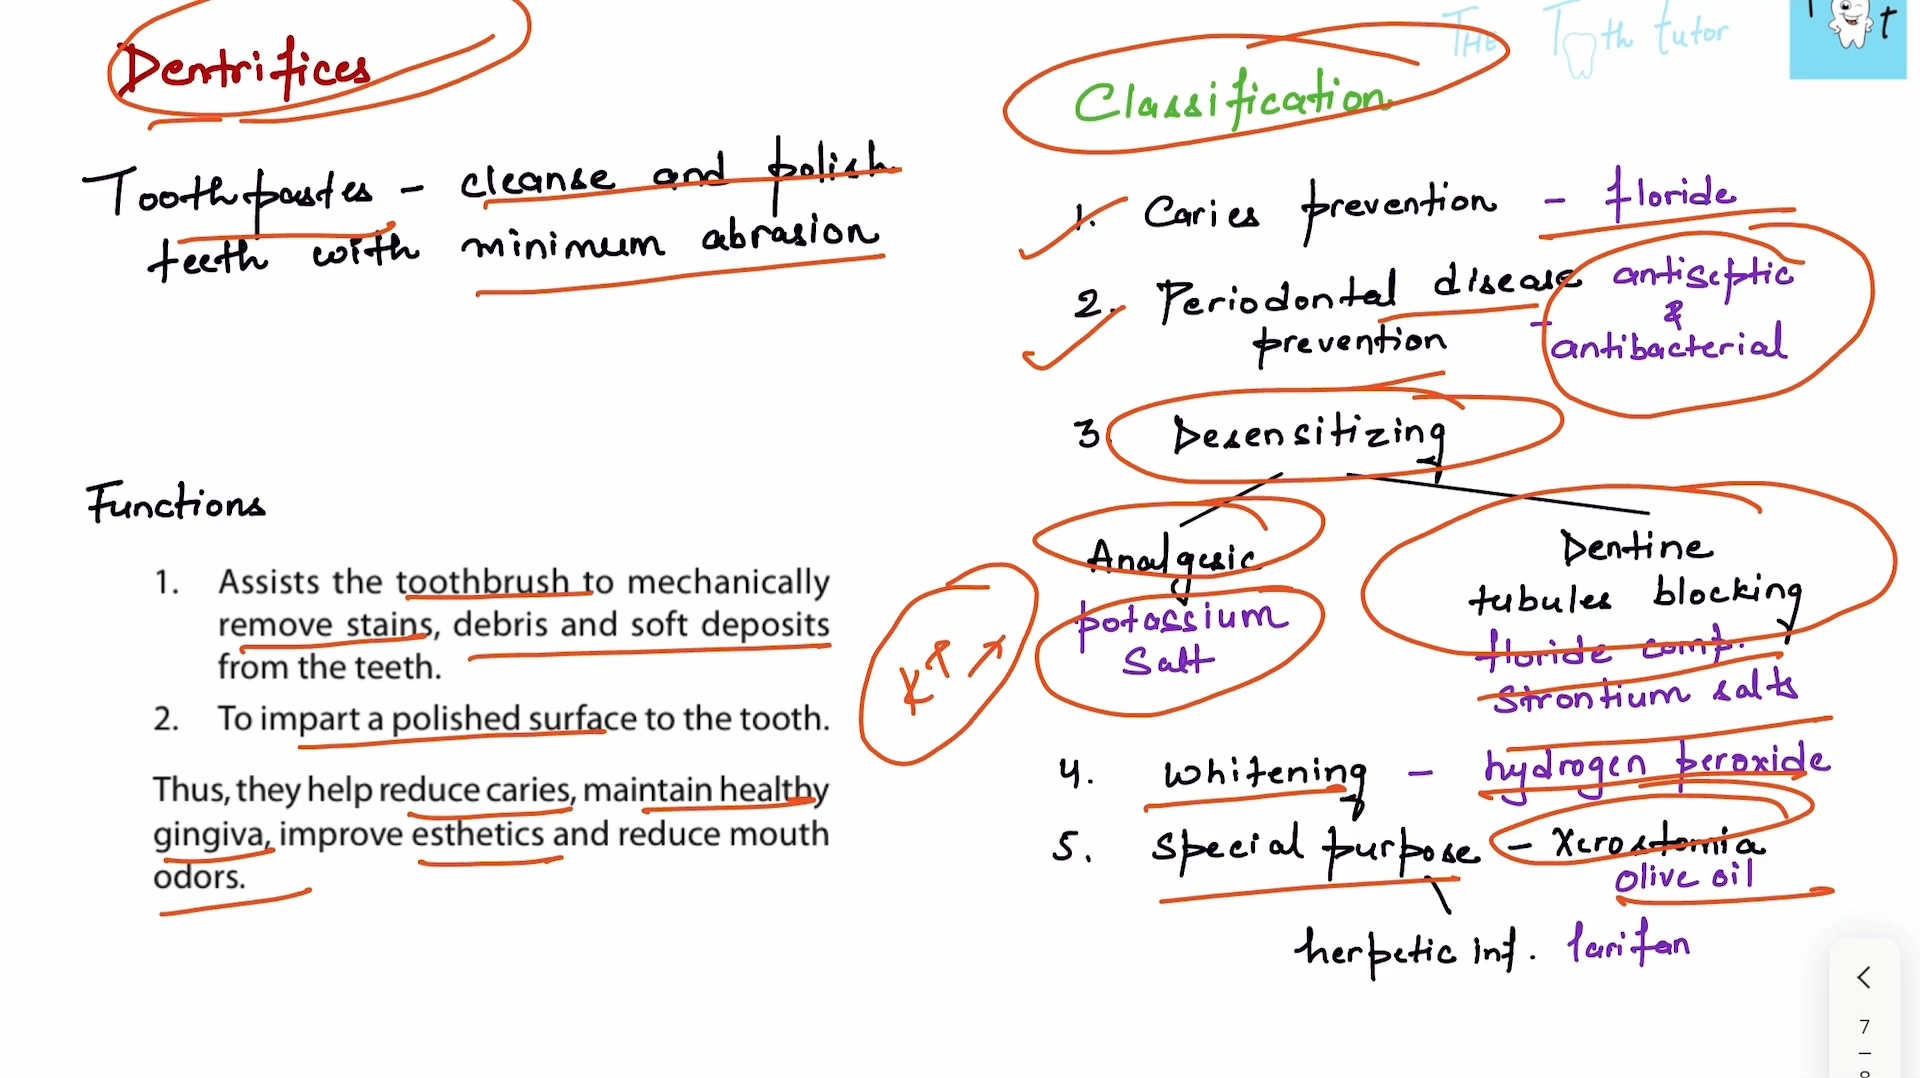 Dentrifices
Toothpastes - cleanse and polish
teeth with minimum abrasion
Functions
1. Assists the toothbrush to mechanically
remove stains, debris and soft deposits
from the teeth.
2. To impart a polished surface to the tooth.
Thus, they help reduce caries, maintain healthy
gingiva, improve esthetics and reduce mouth
odors.
THE Tooth tutor
t
Classification
1. Caries prevention - floride
2. Periodontal disease
prevention - antiseptic
&
antibacterial
3. Desensitizing
Analgesic
potassium
Salt
K+
Dentine
tubules blocking
floride comp.
Strontium salts
4. whitening - hydrogen peroxide
5. special purpose - Xerostomia
olive oil
herpetic inf. larifan
7